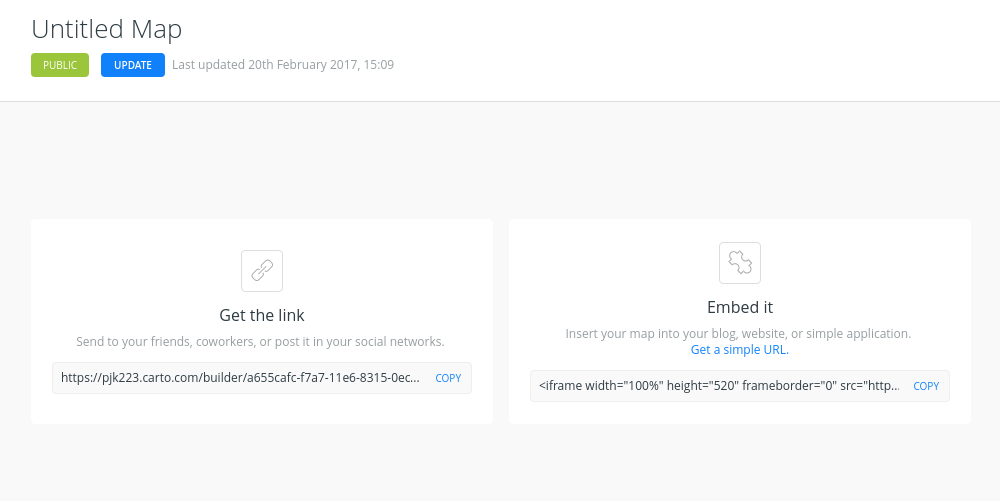 Untitled Map
PUBLIC UPDATE Last updated 20th February 2017, 15:09
Get the link
Send to your friends, coworkers, or post it in your social networks.
https://pjk223.carto.com/builder/a655cafc-f7a7-11e6-8315-0ec... COPY
Embed it
Insert your map into your blog, website, or simple application.
Get a simple URL.
<iframe width="100%" height="520" frameborder="0" src="http... COPY